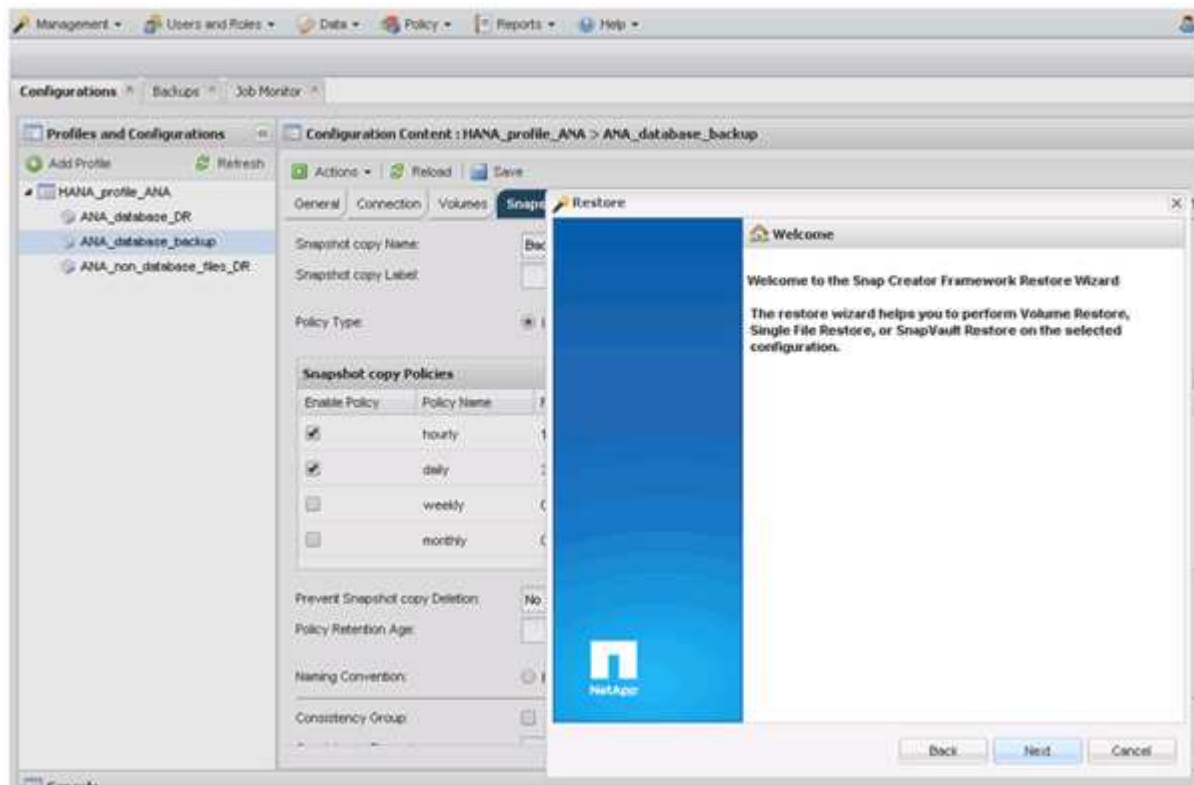 Management
Users and Roles
Data
Policy
Reports
Help
Configurations
Backups
Job Monitor
Profiles and Configurations
Configuration Content : HANA_profile_ANA > ANA_database_backup
Add Profile
Refresh
Actions
Reload
Save
HANA_profile_ANA
ANA_database_DR
ANA_database_backup
ANA_non_database_files_DR
General
Connection
Volumes
Snaps
Snapshot copy Name:
Bac
Snapshot copy Label:
Policy Type:
Snapshot copy Policies
Enable Policy
Policy Name
hourly
daily
weekly
monthly
Prevent Snapshot copy Deletion:
No
Policy Retention Age:
Naming Convention:
Consistency Group:
Restore
Welcome
Welcome to the Snap Creator Framework Restore Wizard
The restore wizard helps you to perform Volume Restore,
Single File Restore, or SnapVault Restore on the selected
configuration.
NetApp
Back
Next
Cancel